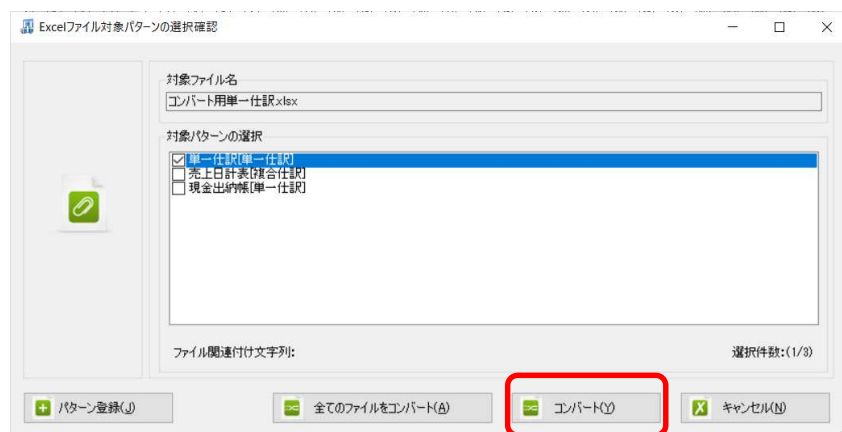 Excelファイル対象パターンの選択確認
対象ファイル名
コンバート用単一仕訳.xlsx
対象パターンの選択
単一仕訳[単一仕訳]
売上日計表[複合仕訳]
現金出納帳[単一仕訳]
ファイル関連付け文字列:
選択件数:(1/3)
パターン登録(J)
全てのファイルをコンバート(A)
コンバート(Y)
キャンセル(N)